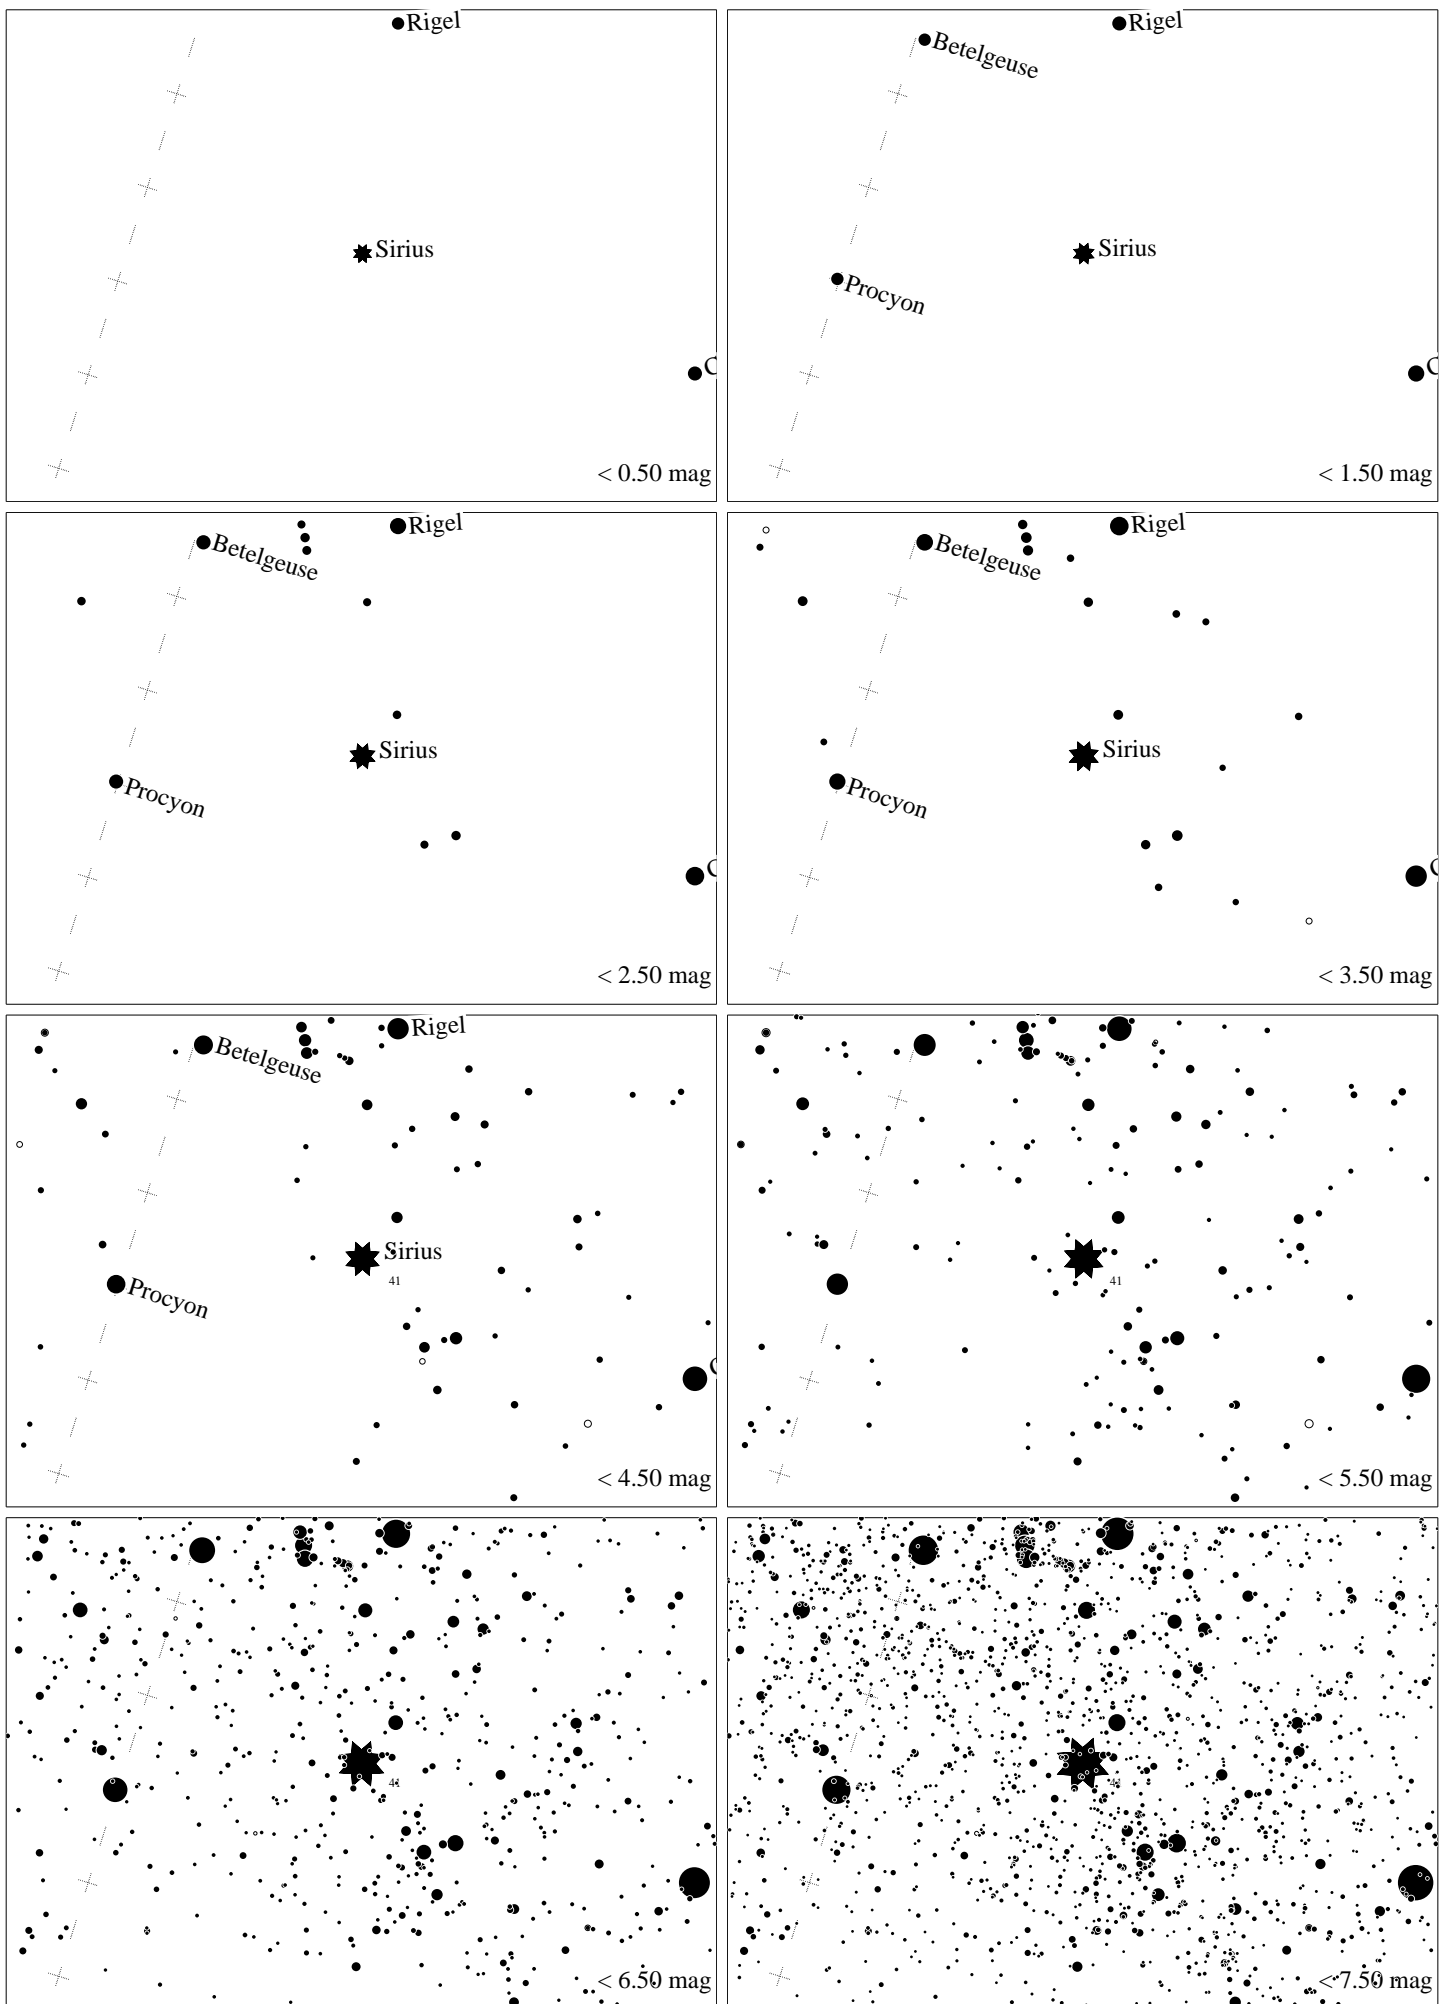 Rigel
Sirius
C
< 0.50 mag
Rigel
Betelgeuse
Sirius
Procyon
C
< 1.50 mag
Rigel
Betelgeuse
Sirius
Procyon
C
< 2.50 mag
Rigel
Betelgeuse
Sirius
Procyon
C
< 3.50 mag
Rigel
Betelgeuse
Sirius
41
Procyon
C
< 4.50 mag
41
< 5.50 mag
41
< 6.50 mag
41
< 7.50 mag